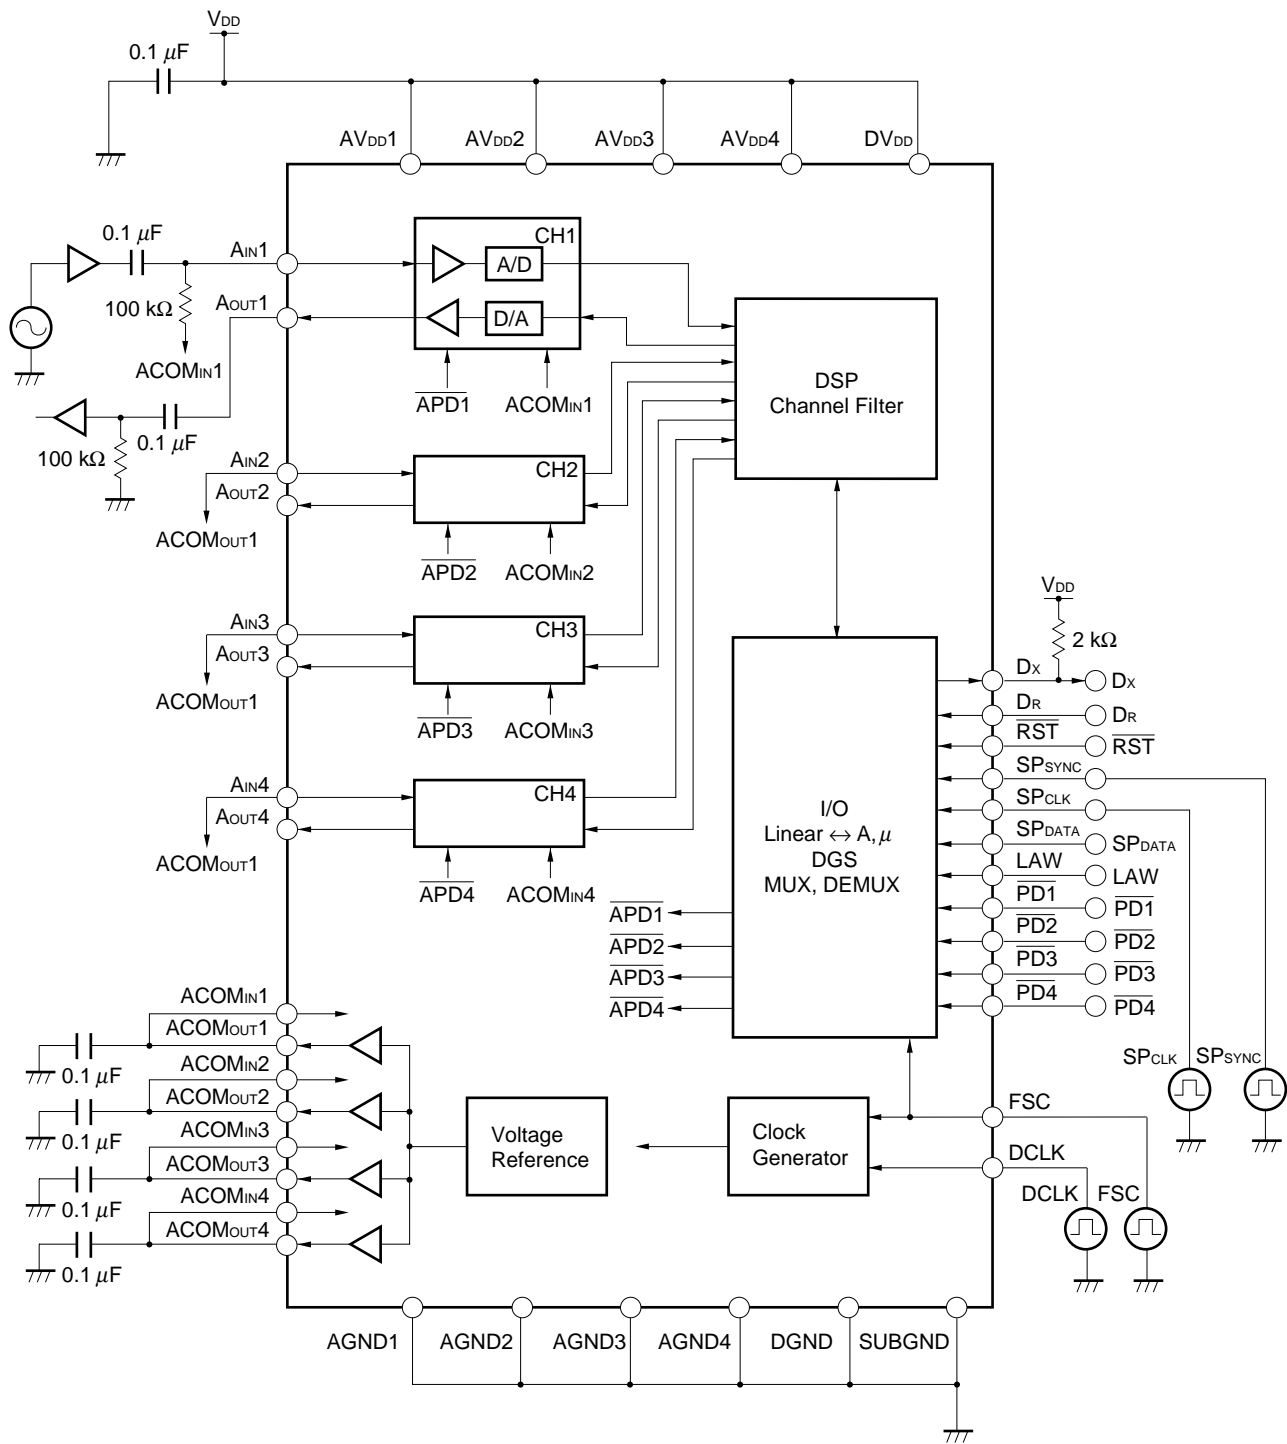 VDD
0.1 μF
AVDD1 AVDD2 AVDD3 AVDD4 DVDD
0.1 μF
AIN1
CH1
A/D
100 kΩ
AOUT1
D/A
ACOMIN1
APD1
ACOMIN1
DSP
Channel Filter
0.1 μF
100 kΩ
AIN2
CH2
AOUT2
ACOMOUT1
APD2
ACOMIN2
VDD
2 kΩ
AIN3
CH3
AOUT3
ACOMOUT1
APD3
ACOMIN3
AIN4
CH4
AOUT4
ACOMOUT1
APD4
ACOMIN4
I/O
Linear ↔ A, μ
DGS
MUX, DEMUX
DX DX
DR DR
RST RST
SPSYNC
SPCLK
SPDATA SPDATA
LAW LAW
PD1 PD1
PD2 PD2
PD3 PD3
PD4 PD4
APD1
APD2
APD3
APD4
SPCLK SPSYNC
ACOMIN1
ACOMOUT1
0.1 μF
ACOMIN2
ACOMOUT2
0.1 μF
ACOMIN3
ACOMOUT3
0.1 μF
ACOMIN4
ACOMOUT4
0.1 μF
Voltage
Reference
Clock
Generator
FSC
DCLK
DCLK FSC
AGND1 AGND2 AGND3 AGND4 DGND SUBGND